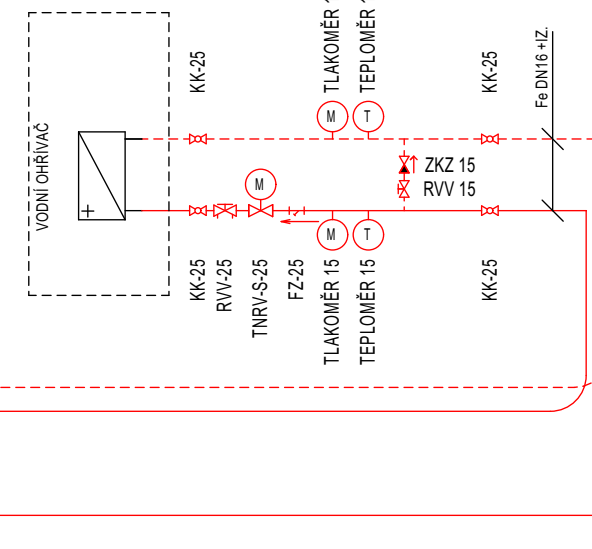 KK-25
TLAKOMĚR
TEPLOMĚR
KK-25
Fe DN16 +IZ.
VODNÍ OHŘÍVAČ
M
T
ZKZ 15
RVV 15
M
+
M
T
KK-25
RVV-25
TNRV-S-25
FZ-25
TLAKOMĚR 15
TEPLOMĚR 15
KK-25